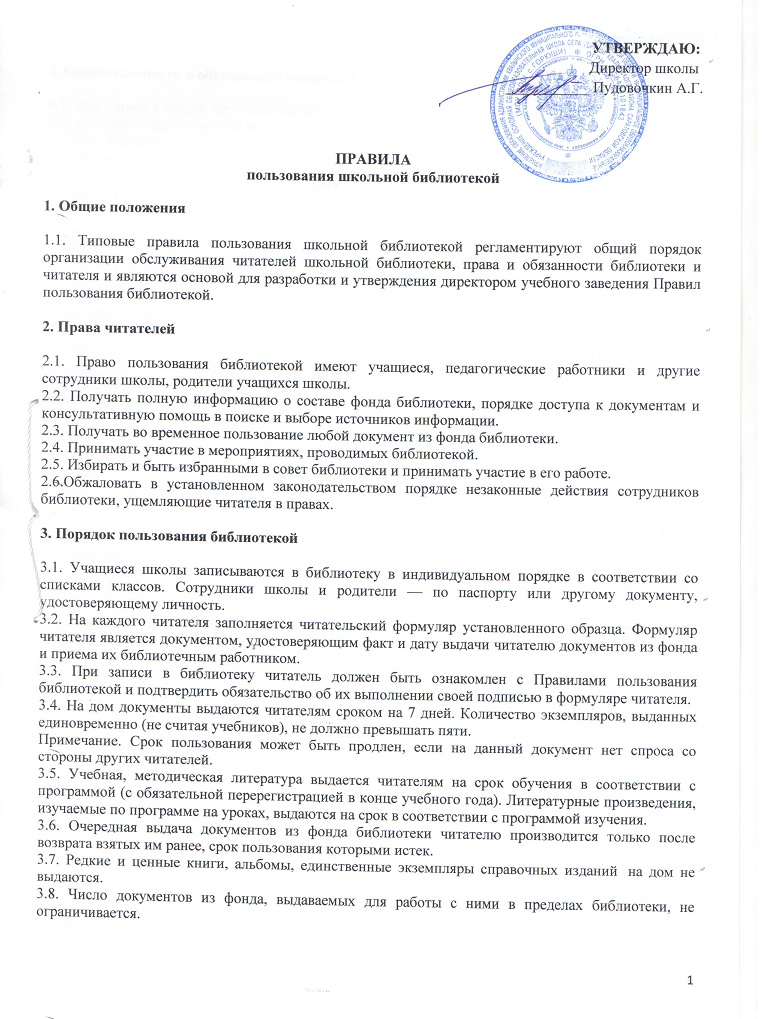 УТВЕРЖДАЮ:
Директор школы
Пудовочкин А.Г.
ПРАВИЛА
пользования школьной библиотекой
1. Общие положения
1.1. Типовые правила пользования школьной библиотекой регламентируют общий порядок
организации обслуживания читателей школьной библиотеки, права и обязанности библиотеки и
читателя и являются основой для разработки и утверждения директором учебного заведения Правил
пользования библиотекой.
2. Права читателей
2.1. Право пользования библиотекой имеют учащиеся, педагогические работники и другие
сотрудники школы, родители учащихся школы.
2.2. Получать полную информацию о составе фонда библиотеки, порядке доступа к документам и
консультативную помощь в поиске и выборе источников информации.
2.3. Получать во временное пользование любой документ из фонда библиотеки.
2.4. Принимать участие в мероприятиях, проводимых библиотекой.
2.5. Избирать и быть избранными в совет библиотеки и принимать участие в его работе.
2.6.Обжаловать в установленном законодательством порядке незаконные действия сотрудников
библиотеки, ущемляющие читателя в правах.
3. Порядок пользования библиотекой
3.1. Учащиеся школы записываются в библиотеку в индивидуальном порядке в соответствии со
списками классов. Сотрудники школы и родители — по паспорту или другому документу,
удостоверяющему личность.
3.2. На каждого читателя заполняется читательский формуляр установленного образца. Формуляр
читателя является документом, удостоверяющим факт и дату выдачи читателю документов из фонда
и приема их библиотечным работником.
3.3. При записи в библиотеку читатель должен быть ознакомлен с Правилами пользования
библиотекой и подтвердить обязательство об их выполнении своей подписью в формуляре читателя.
3.4. На дом документы выдаются читателям сроком на 7 дней. Количество экземпляров, выданных
единовременно (не считая учебников), не должно превышать пяти.
Примечание. Срок пользования может быть продлен, если на данный документ нет спроса со
стороны других читателей.
3.5. Учебная, методическая литература выдается читателям на срок обучения в соответствии с
программой (с обязательной перерегистрацией в конце учебного года). Литературные произведения,
изучаемые по программе на уроках, выдаются на срок в соответствии с программой изучения.
3.6. Очередная выдача документов из фонда библиотеки читателю производится только после
возврата взятых им ранее, срок пользования которыми истек.
3.7. Редкие и ценные книги, альбомы, единственные экземпляры справочных изданий на дом не
выдаются.
3.8. Число документов из фонда, выдаваемых для работы с ними в пределах библиотеки, не
ограничивается.
1